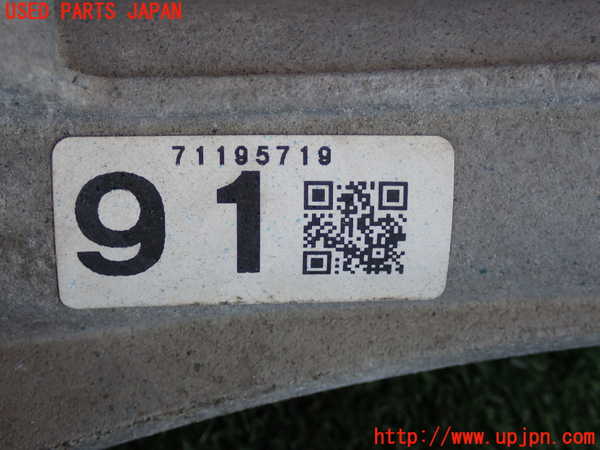 USED PARTS JAPAN
71195719
91
http://www.upjpn.com/